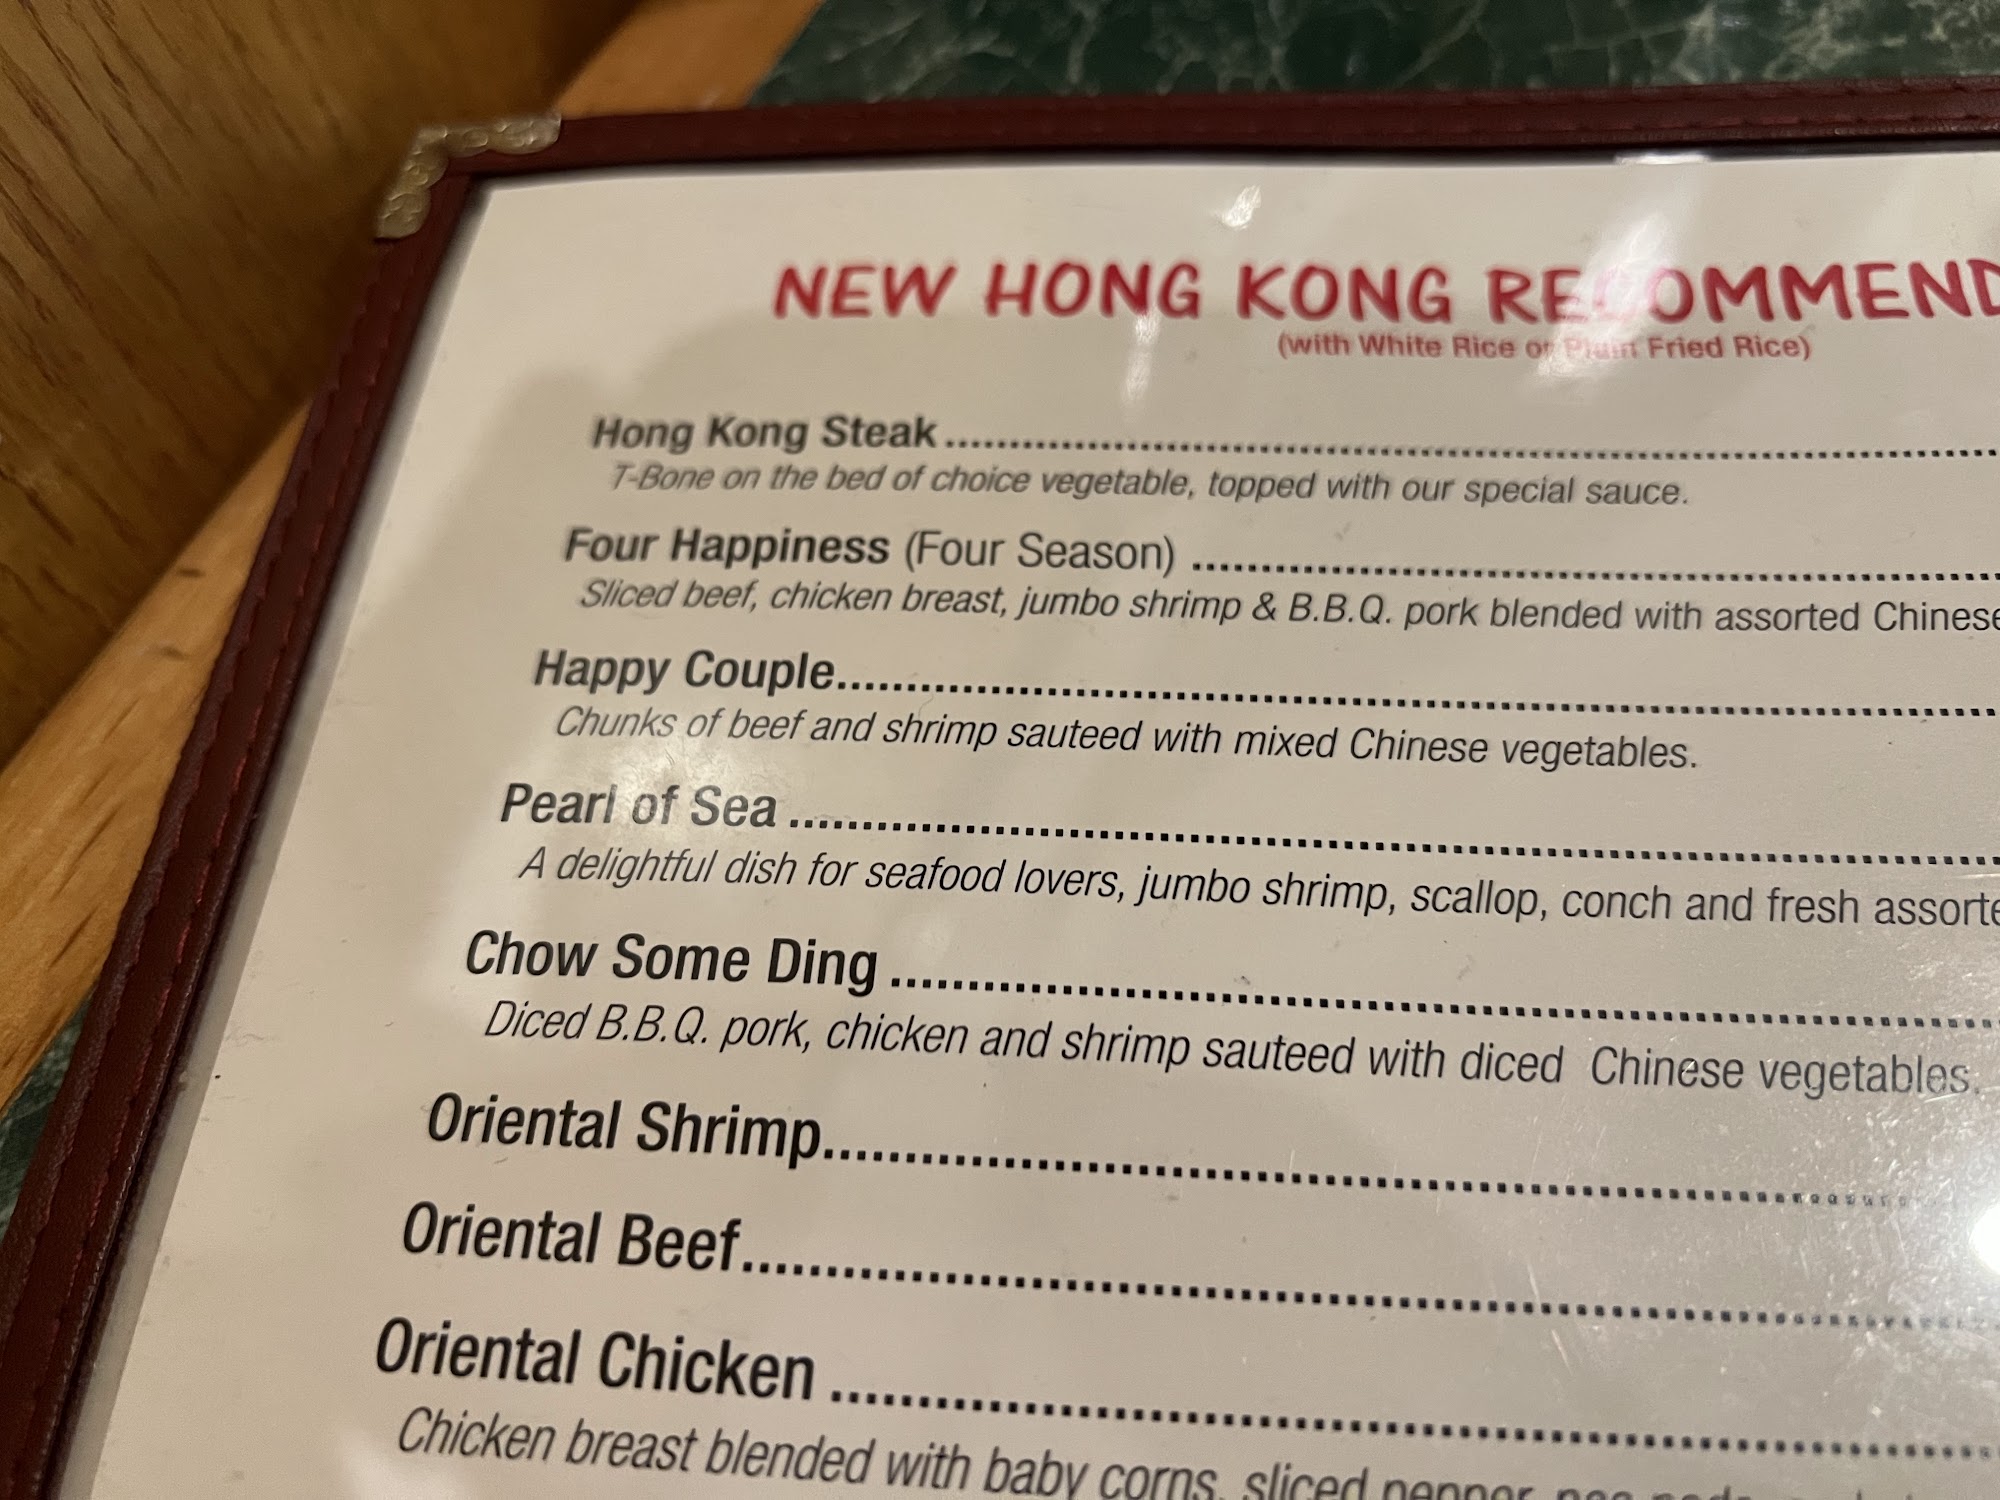 NEW HONG KONG RECOMMEND
(with White Rice or Plain Fried Rice)
Hong Kong Steak
T-Bone on the bed of choice vegetable, topped with our special sauce.
Four Happiness (Four Season)
Sliced beef, chicken breast, jumbo shrimp & B.B.Q. pork blended with assorted Chinese
Happy Couple
Chunks of beef and shrimp sauteed with mixed Chinese vegetables.
Pearl of Sea
A delightful dish for seafood lovers, jumbo shrimp, scallop, conch and fresh assorte
Chow Some Ding
Diced B.B.Q. pork, chicken and shrimp sauteed with diced Chinese vegetables.
Oriental Shrimp
Oriental Beef
Oriental Chicken
Chicken breast blended with baby corns, sliced pepper,